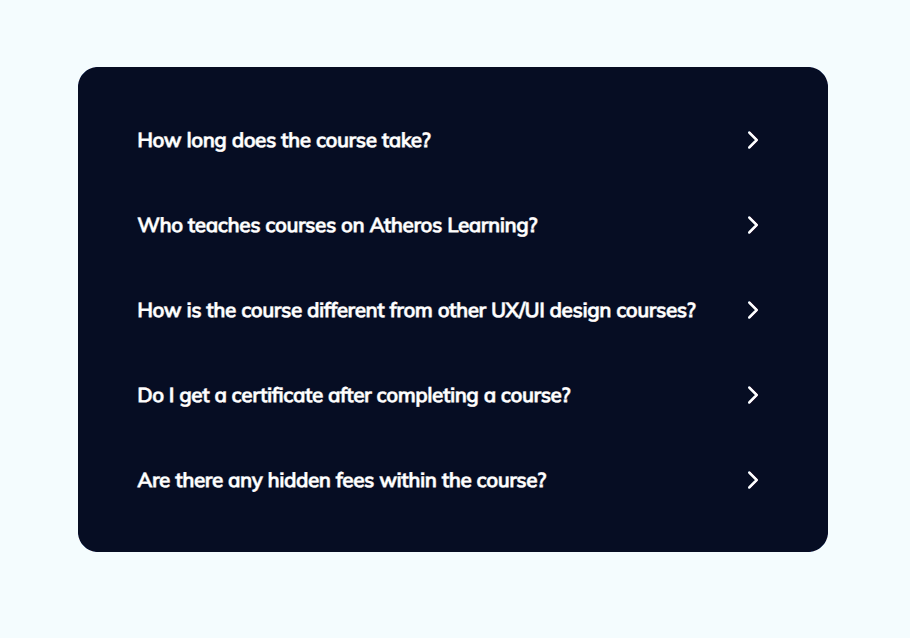 How long does the course take?
Who teaches courses on Atheros Learning?
How is the course different from other UX/UI design courses?
Do I get a certificate after completing a course?
Are there any hidden fees within the course?